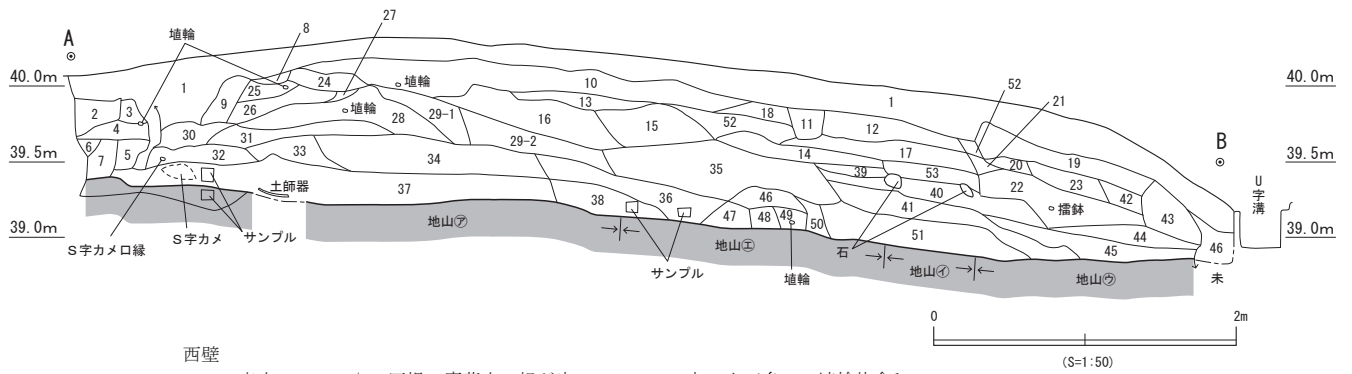 埴輪 8 27
A
40.0m 40.0m
1 25 24 埴輪 10 1 52 21
2 3 9 26 埴輪 13 18 11 12
4 30 28 29-1 16 15 52
6 5 31 29-2 14 17 20 19 B
39.5m 39.5m
7 32 33 34 35 39 53 22 23 42 U字溝
土師器 37 36 46 40 擂鉢 43
38 47 48 49 50 41 44
39.0m 39.0m
S字カメ口縁 S字カメ サンプル 地山㋐ 地山㋓ 51 45 46
サンプル 埴輪 石 地山㋑ 地山㋒ 未
0 2m
(S=1:50)
西壁